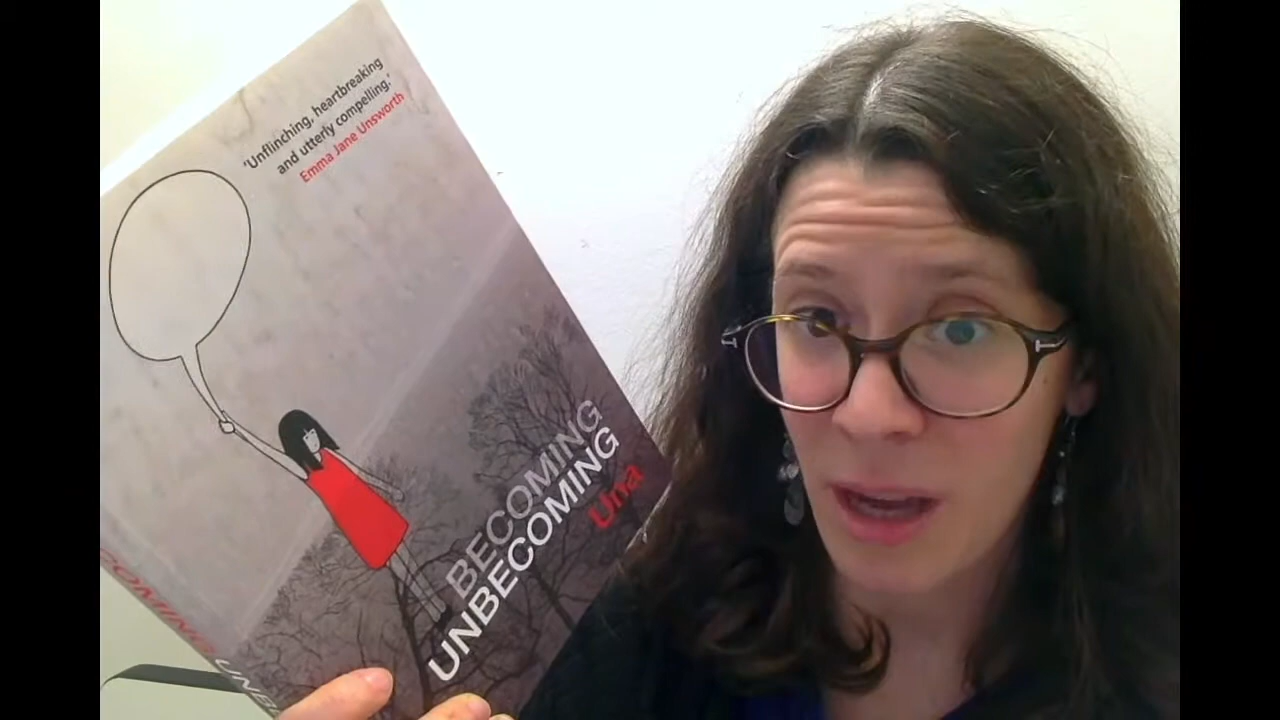 'Unflinching, heartbreaking
and utterly compelling.'
Emma Jane Unsworth
BECOMING
UNBECOMING
Una